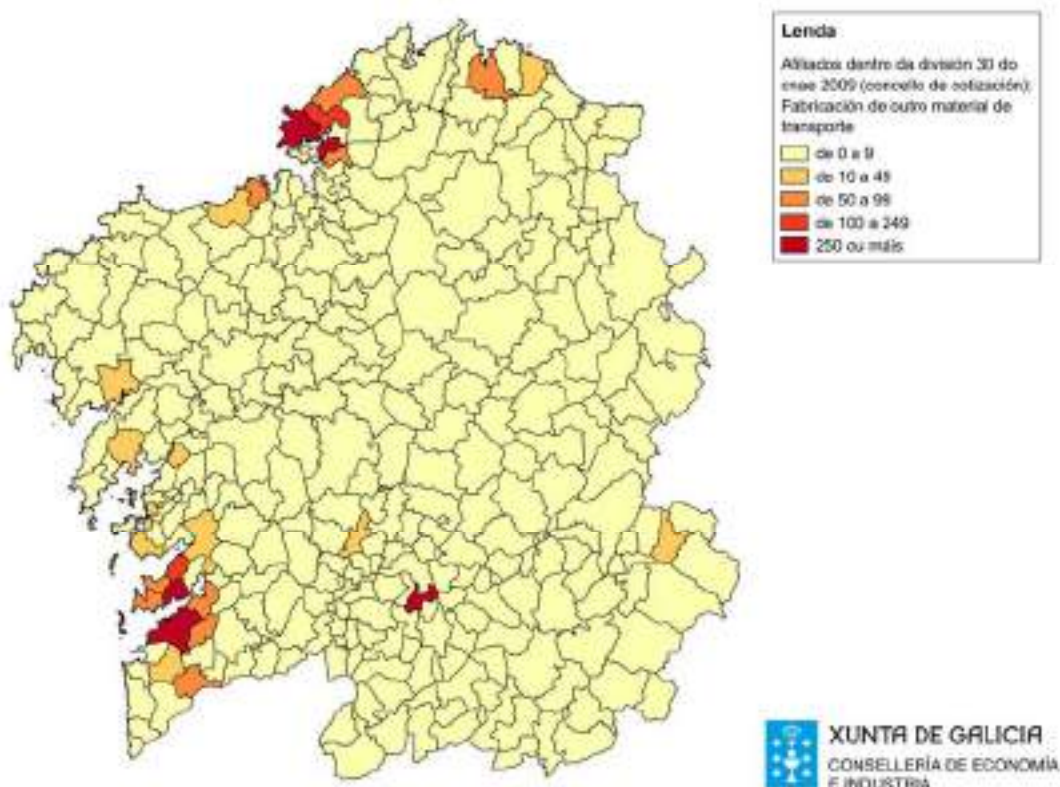 Lenda
Afiliados dentro da división 30 do
cnae 2009 (concello de cotización):
Fabricación de outro material de
transporte
de 0 a 9
de 10 a 49
de 50 a 99
de 100 a 249
250 ou máis
XUNTA DE GALICIA
CONSELLERÍA DE ECONOMÍA
E INDUSTRIA